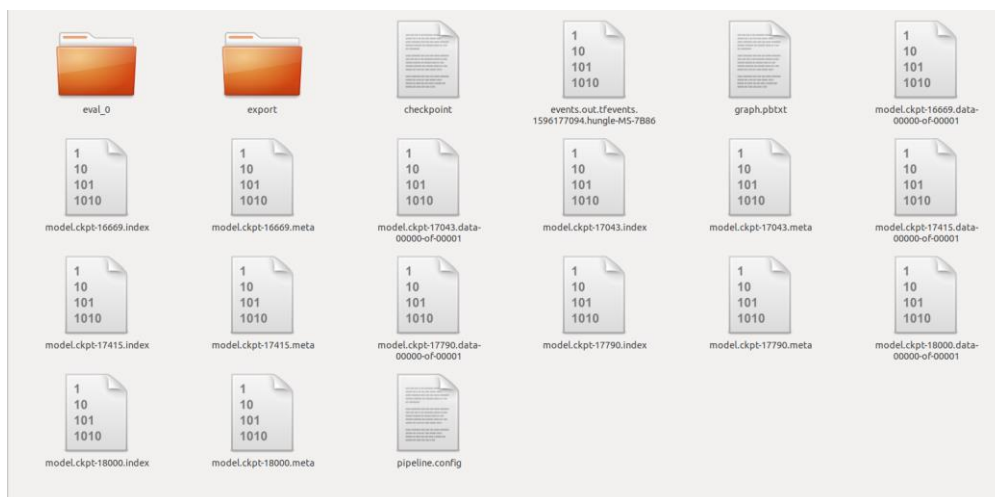 eval_0
export
checkpoint
events.out.tfevents.
1596177094.hungle-MS-7B86
graph.pbtxt
model.ckpt-16669.data-
00000-of-00001
model.ckpt-16669.index
model.ckpt-16669.meta
model.ckpt-17043.data-
00000-of-00001
model.ckpt-17043.index
model.ckpt-17043.meta
model.ckpt-17415.data-
00000-of-00001
model.ckpt-17415.index
model.ckpt-17415.meta
model.ckpt-17790.data-
00000-of-00001
model.ckpt-17790.index
model.ckpt-17790.meta
model.ckpt-18000.data-
00000-of-00001
model.ckpt-18000.index
model.ckpt-18000.meta
pipeline.config